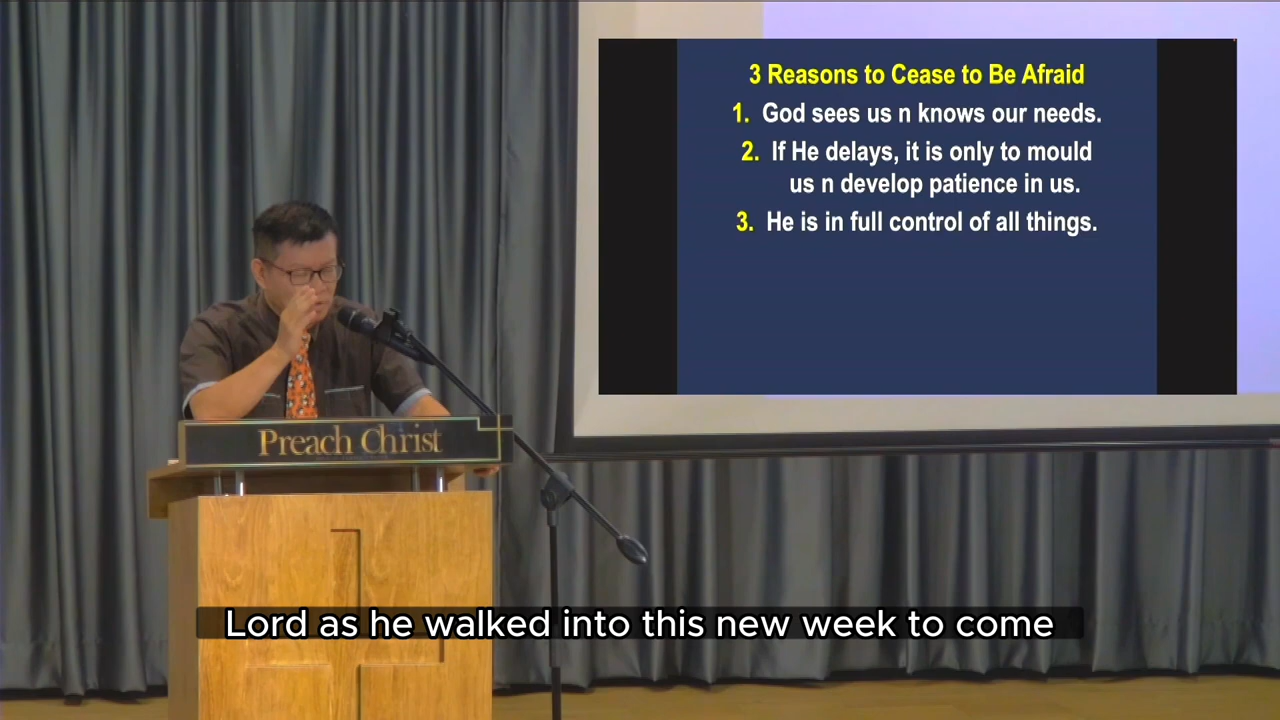 3 Reasons to Cease to Be Afraid
1. God sees us n knows our needs.
2. If He delays, it is only to mould
us n develop patience in us.
3. He is in full control of all things.
Preach Christ
Lord as he walked into this new week to come